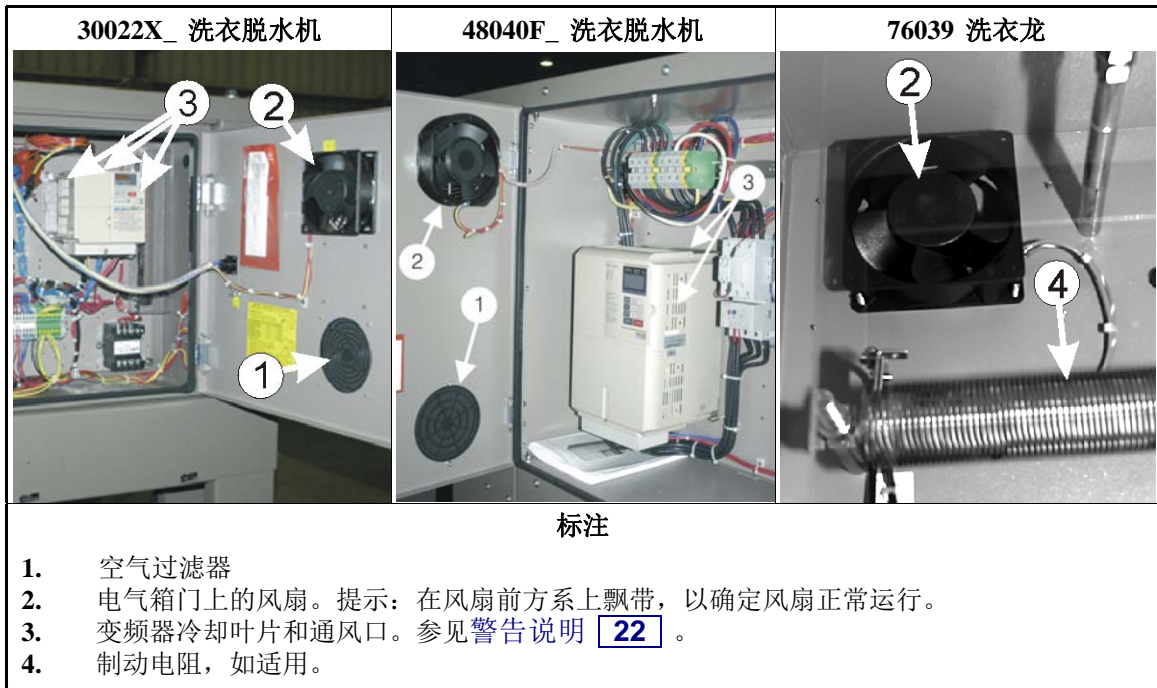 30022X_ 洗衣脱水机
48040F_ 洗衣脱水机
76039 洗衣龙
3
2
1
2
3
1
2
4
标注
1. 空气过滤器
2. 电气箱门上的风扇。提示：在风扇前方系上飘带，以确定风扇正常运行。
3. 变频器冷却叶片和通风口。参见警告说明 22 。
4. 制动电阻，如适用。